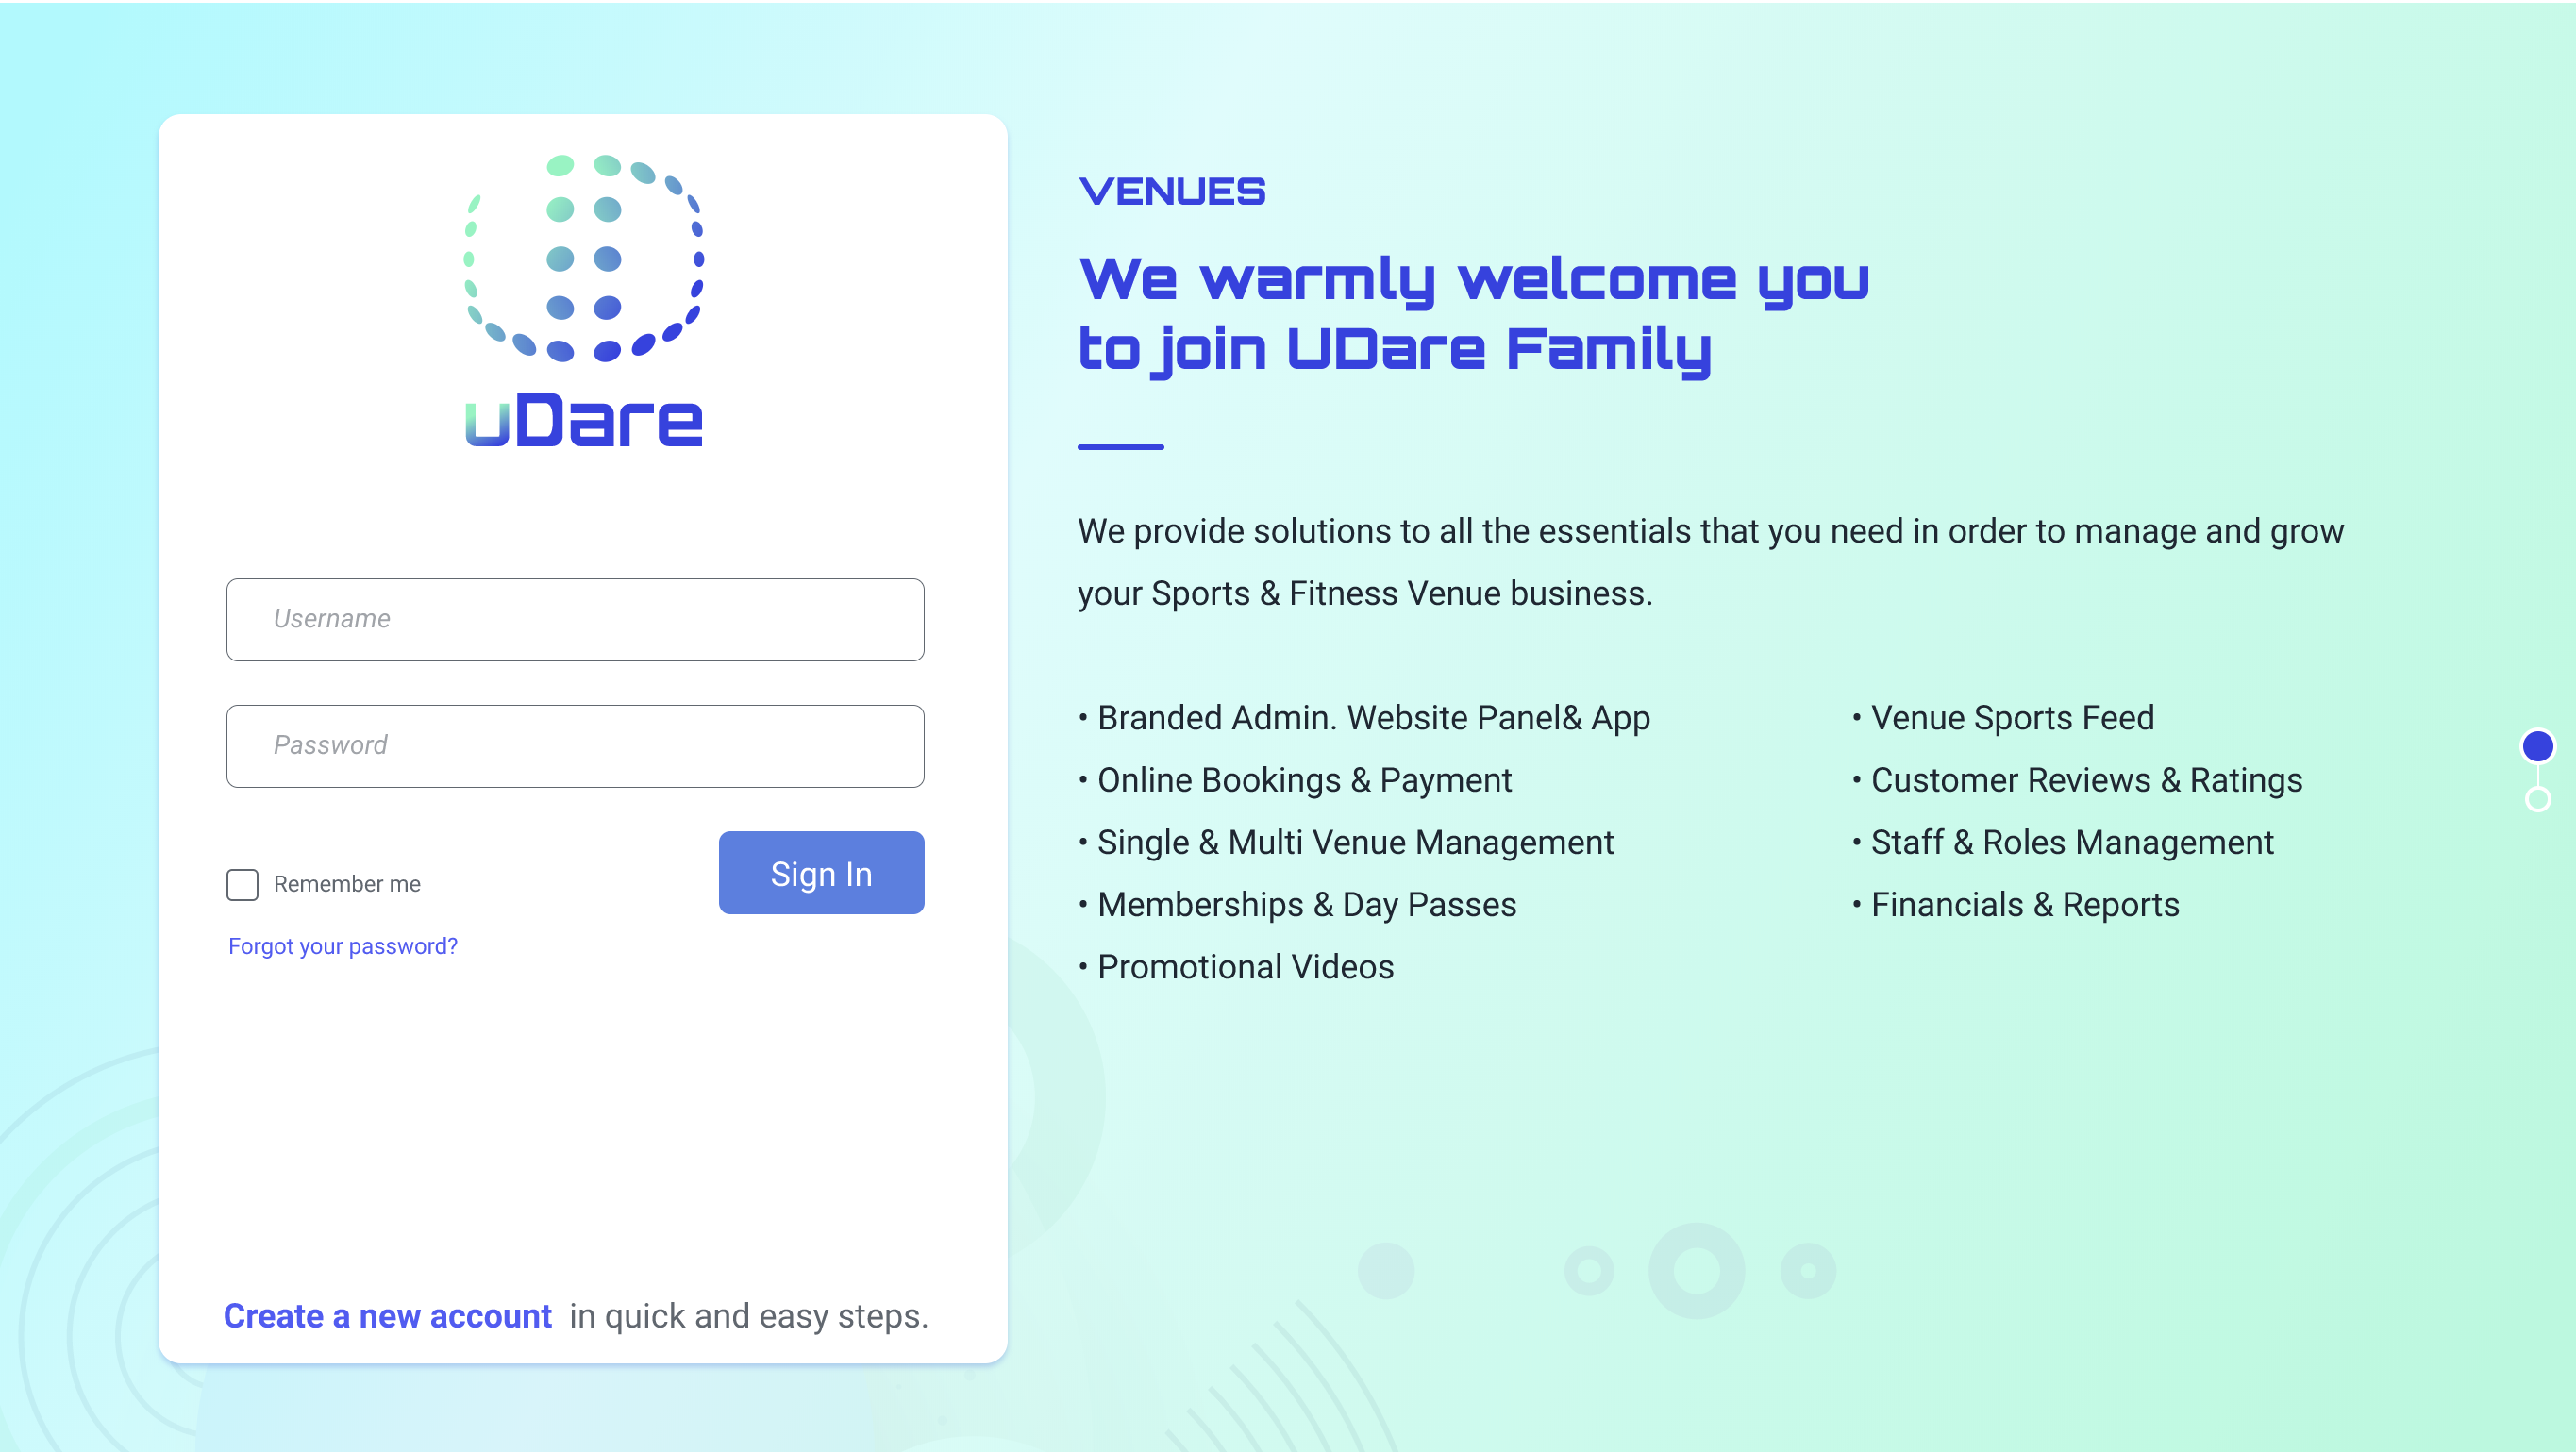 uDare
Username
Password
Remember me
Sign In
Forgot your password?
Create a new account in quick and easy steps.
VENUES
We warmly welcome you
to join UDare Family
We provide solutions to all the essentials that you need in order to manage and grow
your Sports & Fitness Venue business.
• Branded Admin. Website Panel& App
• Online Bookings & Payment
• Single & Multi Venue Management
• Memberships & Day Passes
• Promotional Videos
• Venue Sports Feed
• Customer Reviews & Ratings
• Staff & Roles Management
• Financials & Reports